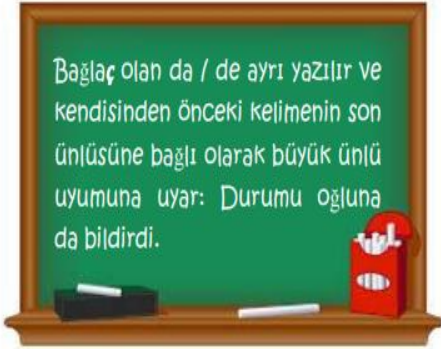 Bağlaç olan da / de ayrı yazılır ve
kendisinden önceki kelimenin son
ünlüsüne bağlı olarak büyük ünlü
uyumuna uyar: Durumu oğluna
da bildirdi.